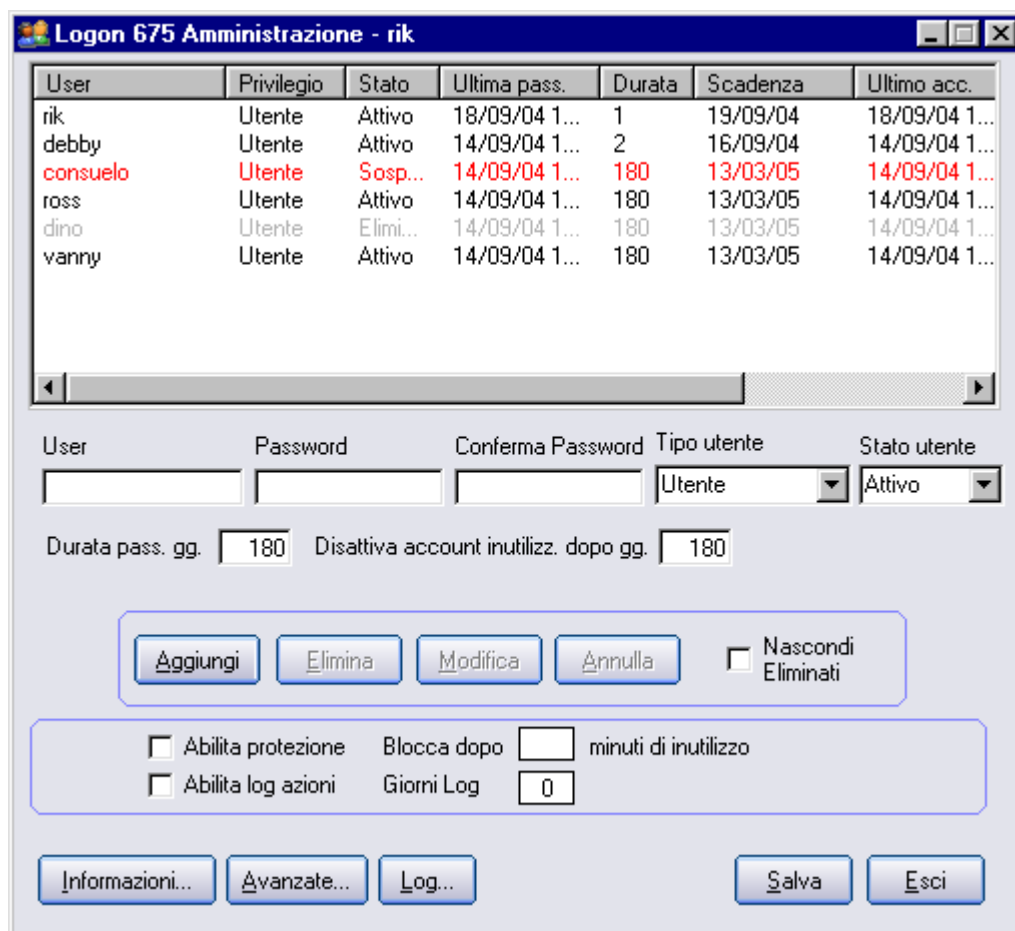 Logon 675 Amministrazione - rik
User Privilegio Stato Ultima pass. Durata Scadenza Ultimo acc.
rik Utente Attivo 18/09/04 1... 1 19/09/04 18/09/04 1...
debby Utente Attivo 14/09/04 1... 2 16/09/04 14/09/04 1...
consuelo Utente Sosp... 14/09/04 1... 180 13/03/05 14/09/04 1...
ross Utente Attivo 14/09/04 1... 180 13/03/05 14/09/04 1...
dino Utente Elimi... 14/09/04 1... 180 13/03/05 14/09/04 1...
vanny Utente Attivo 14/09/04 1... 180 13/03/05 14/09/04 1...
User Password Conferma Password Tipo utente Stato utente
Utente Attivo
Durata pass. gg. 180 Disattiva account inutilizz. dopo gg. 180
Aggiungi Elimina Modifica Annulla Nascondi
Eliminati
Abilita protezione Blocca dopo minuti di inutilizzo
Abilita log azioni Giorni Log 0
Informazioni... Avanzate... Log... Salva Esci